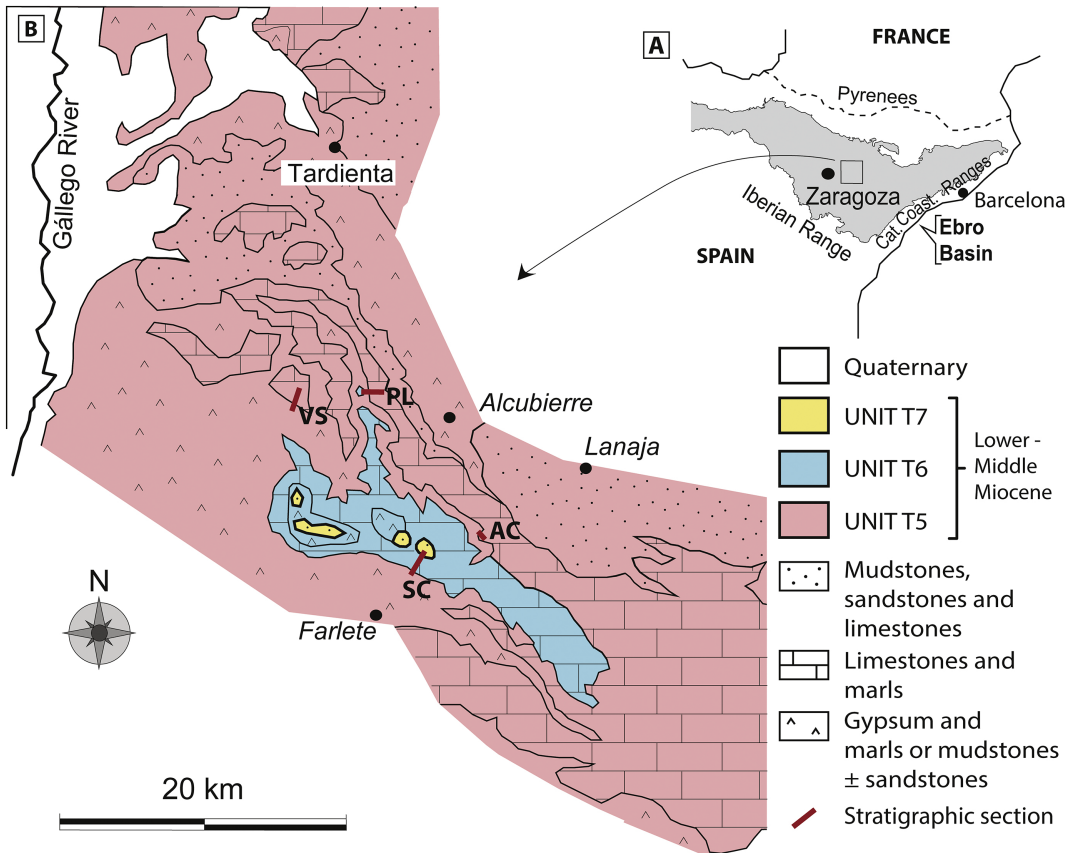 B
Gállego River
Tardienta
A
FRANCE
Pyrenees
Zaragoza
Iberian Range
Cat. Coast. Ranges
Barcelona
Ebro
Basin
SPAIN
VS
PL
Alcubierre
Lanaja
AC
SC
Farlete
N
20 km
Quaternary
UNIT T7
UNIT T6
UNIT T5
Lower -
Middle
Miocene
Mudstones,
sandstones and
limestones
Limestones and
marls
Gypsum and
marls or mudstones
± sandstones
Stratigraphic section